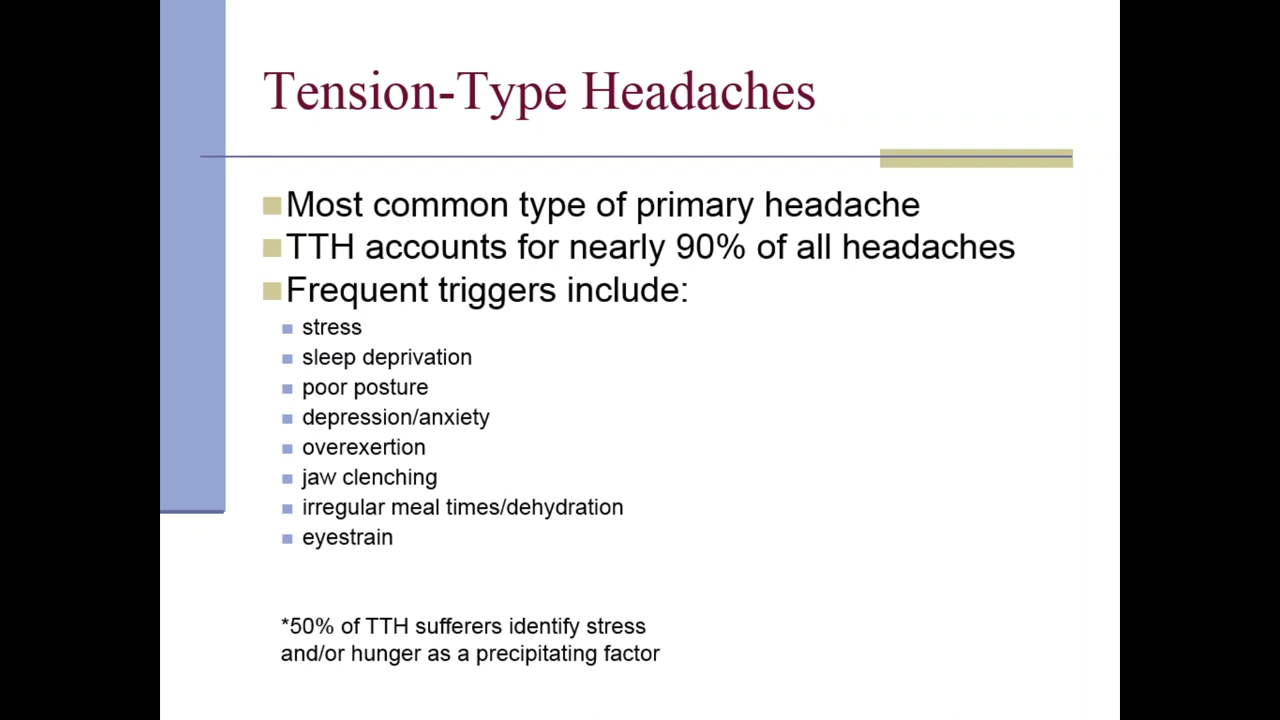 Tension-Type Headaches
Most common type of primary headache
TTH accounts for nearly 90% of all headaches
Frequent triggers include:
stress
sleep deprivation
poor posture
depression/anxiety
overexertion
jaw clenching
irregular meal times/dehydration
eyestrain
*50% of TTH sufferers identify stress
and/or hunger as a precipitating factor